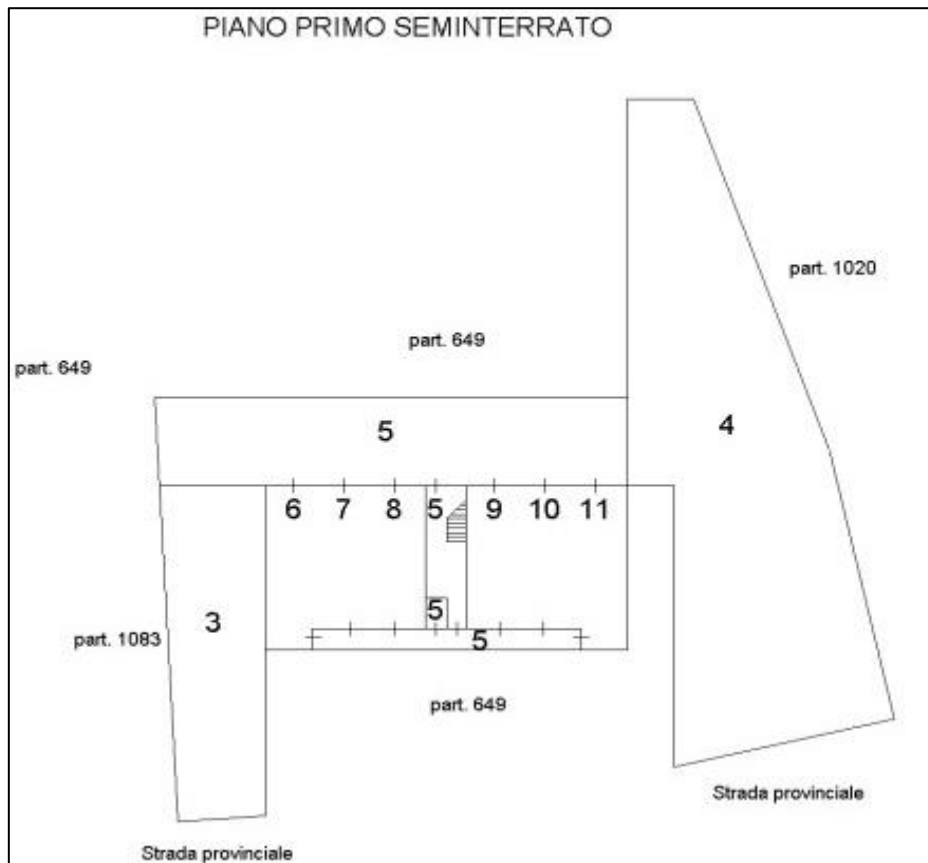 PIANO PRIMO SEMINTERRATO
part. 1020
part. 649
part. 649
5
4
6 7 8 5 9 10 11
5
3
part. 1083
5
part. 649
Strada provinciale
Strada provinciale